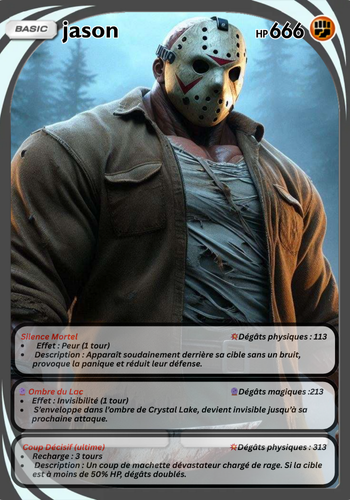 BASIC jason HP 666
Silence Mortel Dégâts physiques : 113
• Effet : Peur (1 tour)
• Description : Apparaît soudainement derrière sa cible sans un bruit,
provoque la panique et réduit leur défense.
Ombre du Lac Dégâts magiques :213
• Effet : Invisibilité (1 tour)
• S'enveloppe dans l'ombre de Crystal Lake, devient invisible jusqu'à sa
prochaine attaque.
Coup Décisif (ultime) Dégâts physiques : 313
• Recharge : 3 tours
• Description : Un coup de machette dévastateur chargé de rage. Si la cible
est à moins de 50% HP, dégâts doublés.